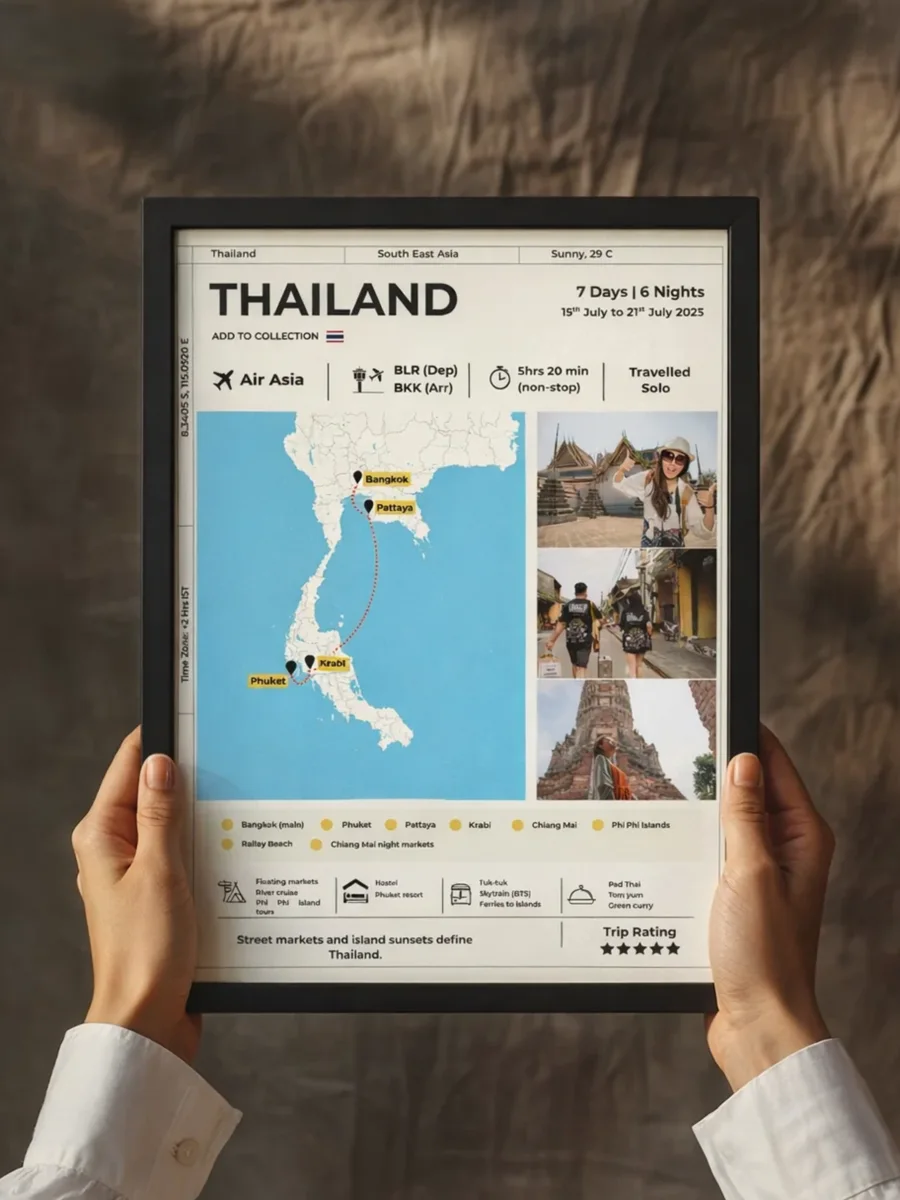 Thailand
South East Asia
Sunny, 29 C
THAILAND
7 Days | 6 Nights
15th July to 21st July 2025
ADD TO COLLECTION
8.3405 S, 115.0920 E
Time Zone: +2 Hrs IST
Air Asia
BLR (Dep)
BKK (Arr)
5hrs 20 min
(non-stop)
Travelled
Solo
Bangkok
Pattaya
Krabi
Phuket
Bangkok (main)
Phuket
Pattaya
Krabi
Chiang Mai
Phi Phi Islands
Railay Beach
Chiang Mai night markets
Floating markets
River cruise
Phi Phi island
tours
Hostel
Phuket resort
Tuk-tuk
Skytrain (BTS)
Ferries to islands
Pad Thai
Tom yum
Green curry
Street markets and island sunsets define
Thailand.
Trip Rating